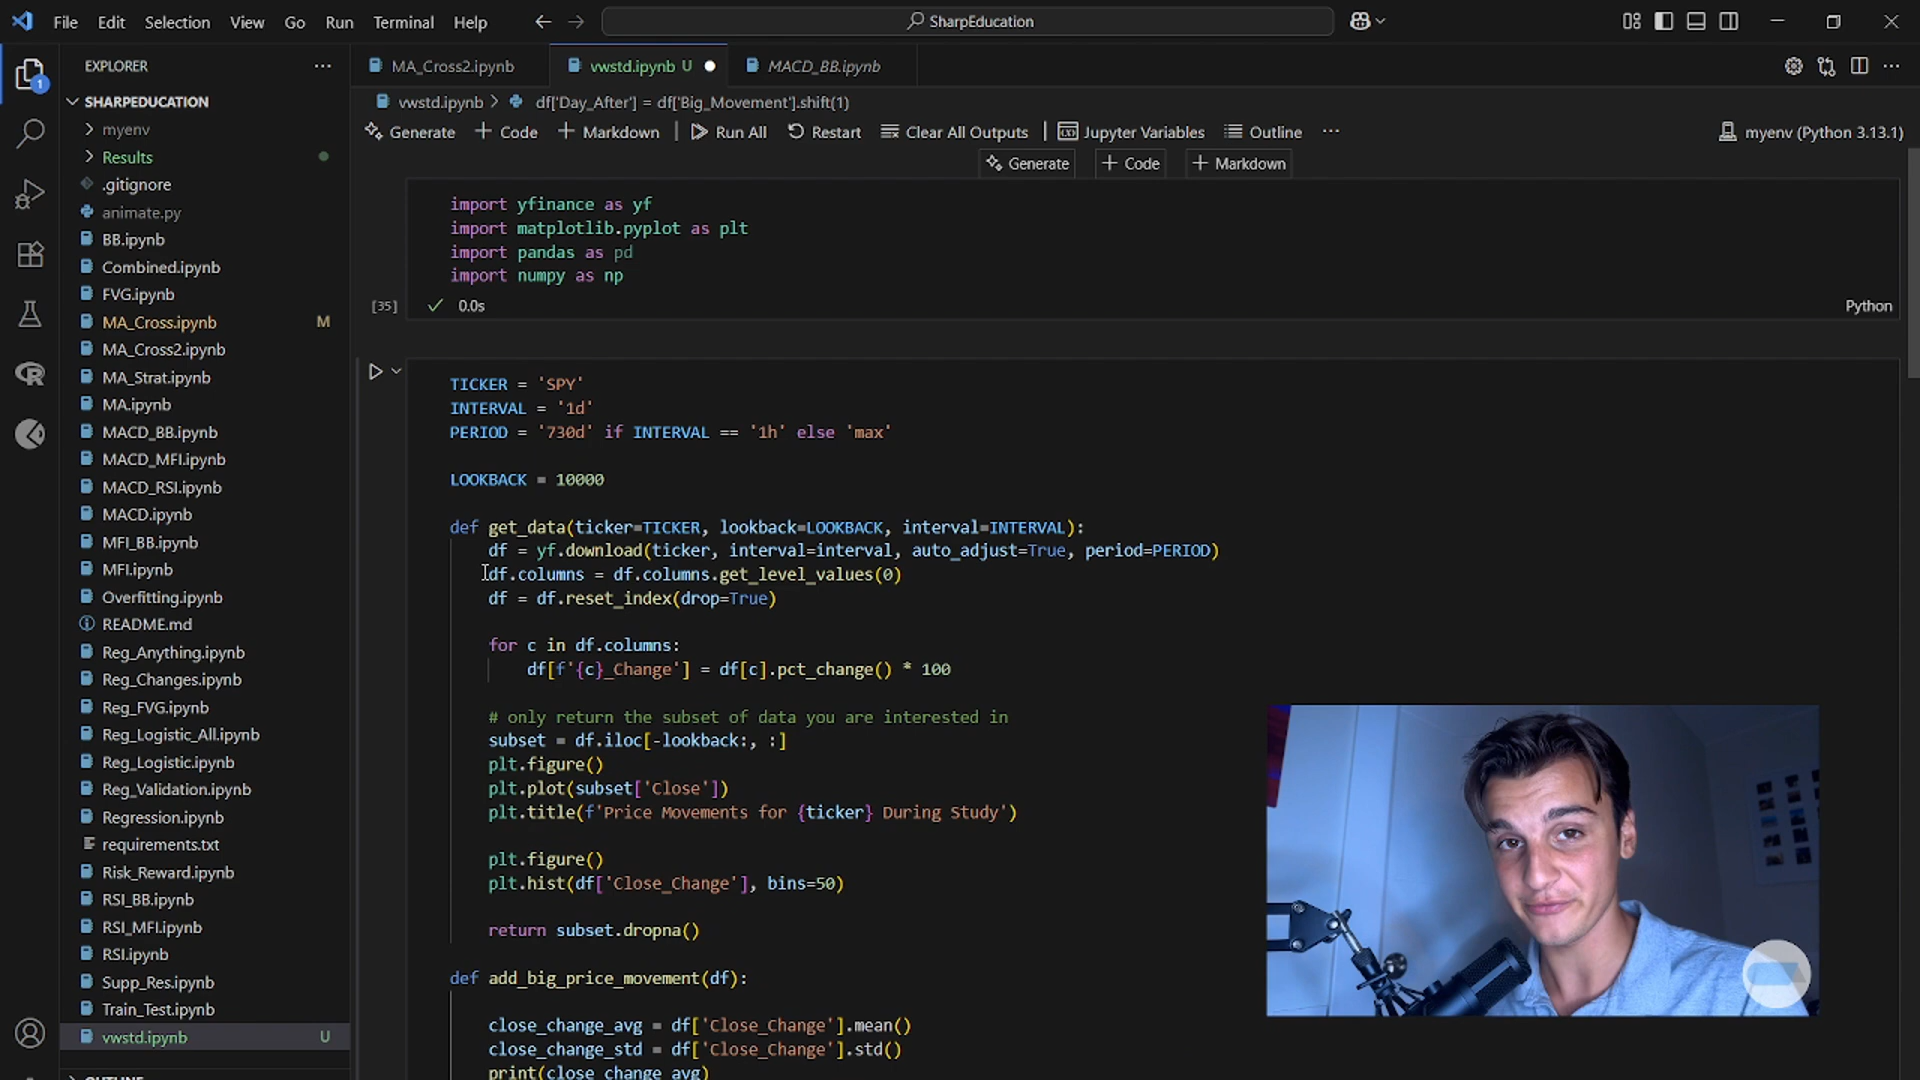 File Edit Selection View Go Run Terminal Help
SharpEducation
EXPLORER
MA_Cross2.ipynb
vwstd.ipynb U
MACD_BB.ipynb
SHARPEDUCATION
vwstd.ipynb > df['Day_After'] = df['Big_Movement'].shift(1)
Generate + Code + Markdown Run All Restart Clear All Outputs Jupyter Variables Outline ...
myenv (Python 3.13.1)
Generate + Code + Markdown
myenv
Results
.gitignore
animate.py
BB.ipynb
Combined.ipynb
FVG.ipynb
MA_Cross.ipynb M
MA_Cross2.ipynb
MA_Strat.ipynb
MA.ipynb
MACD_BB.ipynb
MACD_MFI.ipynb
MACD_RSI.ipynb
MACD.ipynb
MFI_BB.ipynb
MFI.ipynb
Overfitting.ipynb
README.md
Reg_Anything.ipynb
Reg_Changes.ipynb
Reg_FVG.ipynb
Reg_Logistic_All.ipynb
Reg_Logistic.ipynb
Reg_Validation.ipynb
Regression.ipynb
requirements.txt
Risk_Reward.ipynb
RSI_BB.ipynb
RSI_MFI.ipynb
RSI.ipynb
Supp_Res.ipynb
Train_Test.ipynb
vwstd.ipynb U
OUTLINE
1
import yfinance as yf
import matplotlib.pyplot as plt
import pandas as pd
import numpy as np
[35] 0.0s
Python
TICKER = 'SPY'
INTERVAL = '1d'
PERIOD = '730d' if INTERVAL == '1h' else 'max'
LOOKBACK = 10000
def get_data(ticker=TICKER, lookback=LOOKBACK, interval=INTERVAL):
df = yf.download(ticker, interval=interval, auto_adjust=True, period=PERIOD)
df.columns = df.columns.get_level_values(0)
df = df.reset_index(drop=True)
for c in df.columns:
df[f'{c}_Change'] = df[c].pct_change() * 100
# only return the subset of data you are interested in
subset = df.iloc[-lookback:, :]
plt.figure()
plt.plot(subset['Close'])
plt.title(f'Price Movements for {ticker} During Study')
plt.figure()
plt.hist(df['Close_Change'], bins=50)
return subset.dropna()
def add_big_price_movement(df):
close_change_avg = df['Close_Change'].mean()
close_change_std = df['Close_Change'].std()
print(close_change_avg)